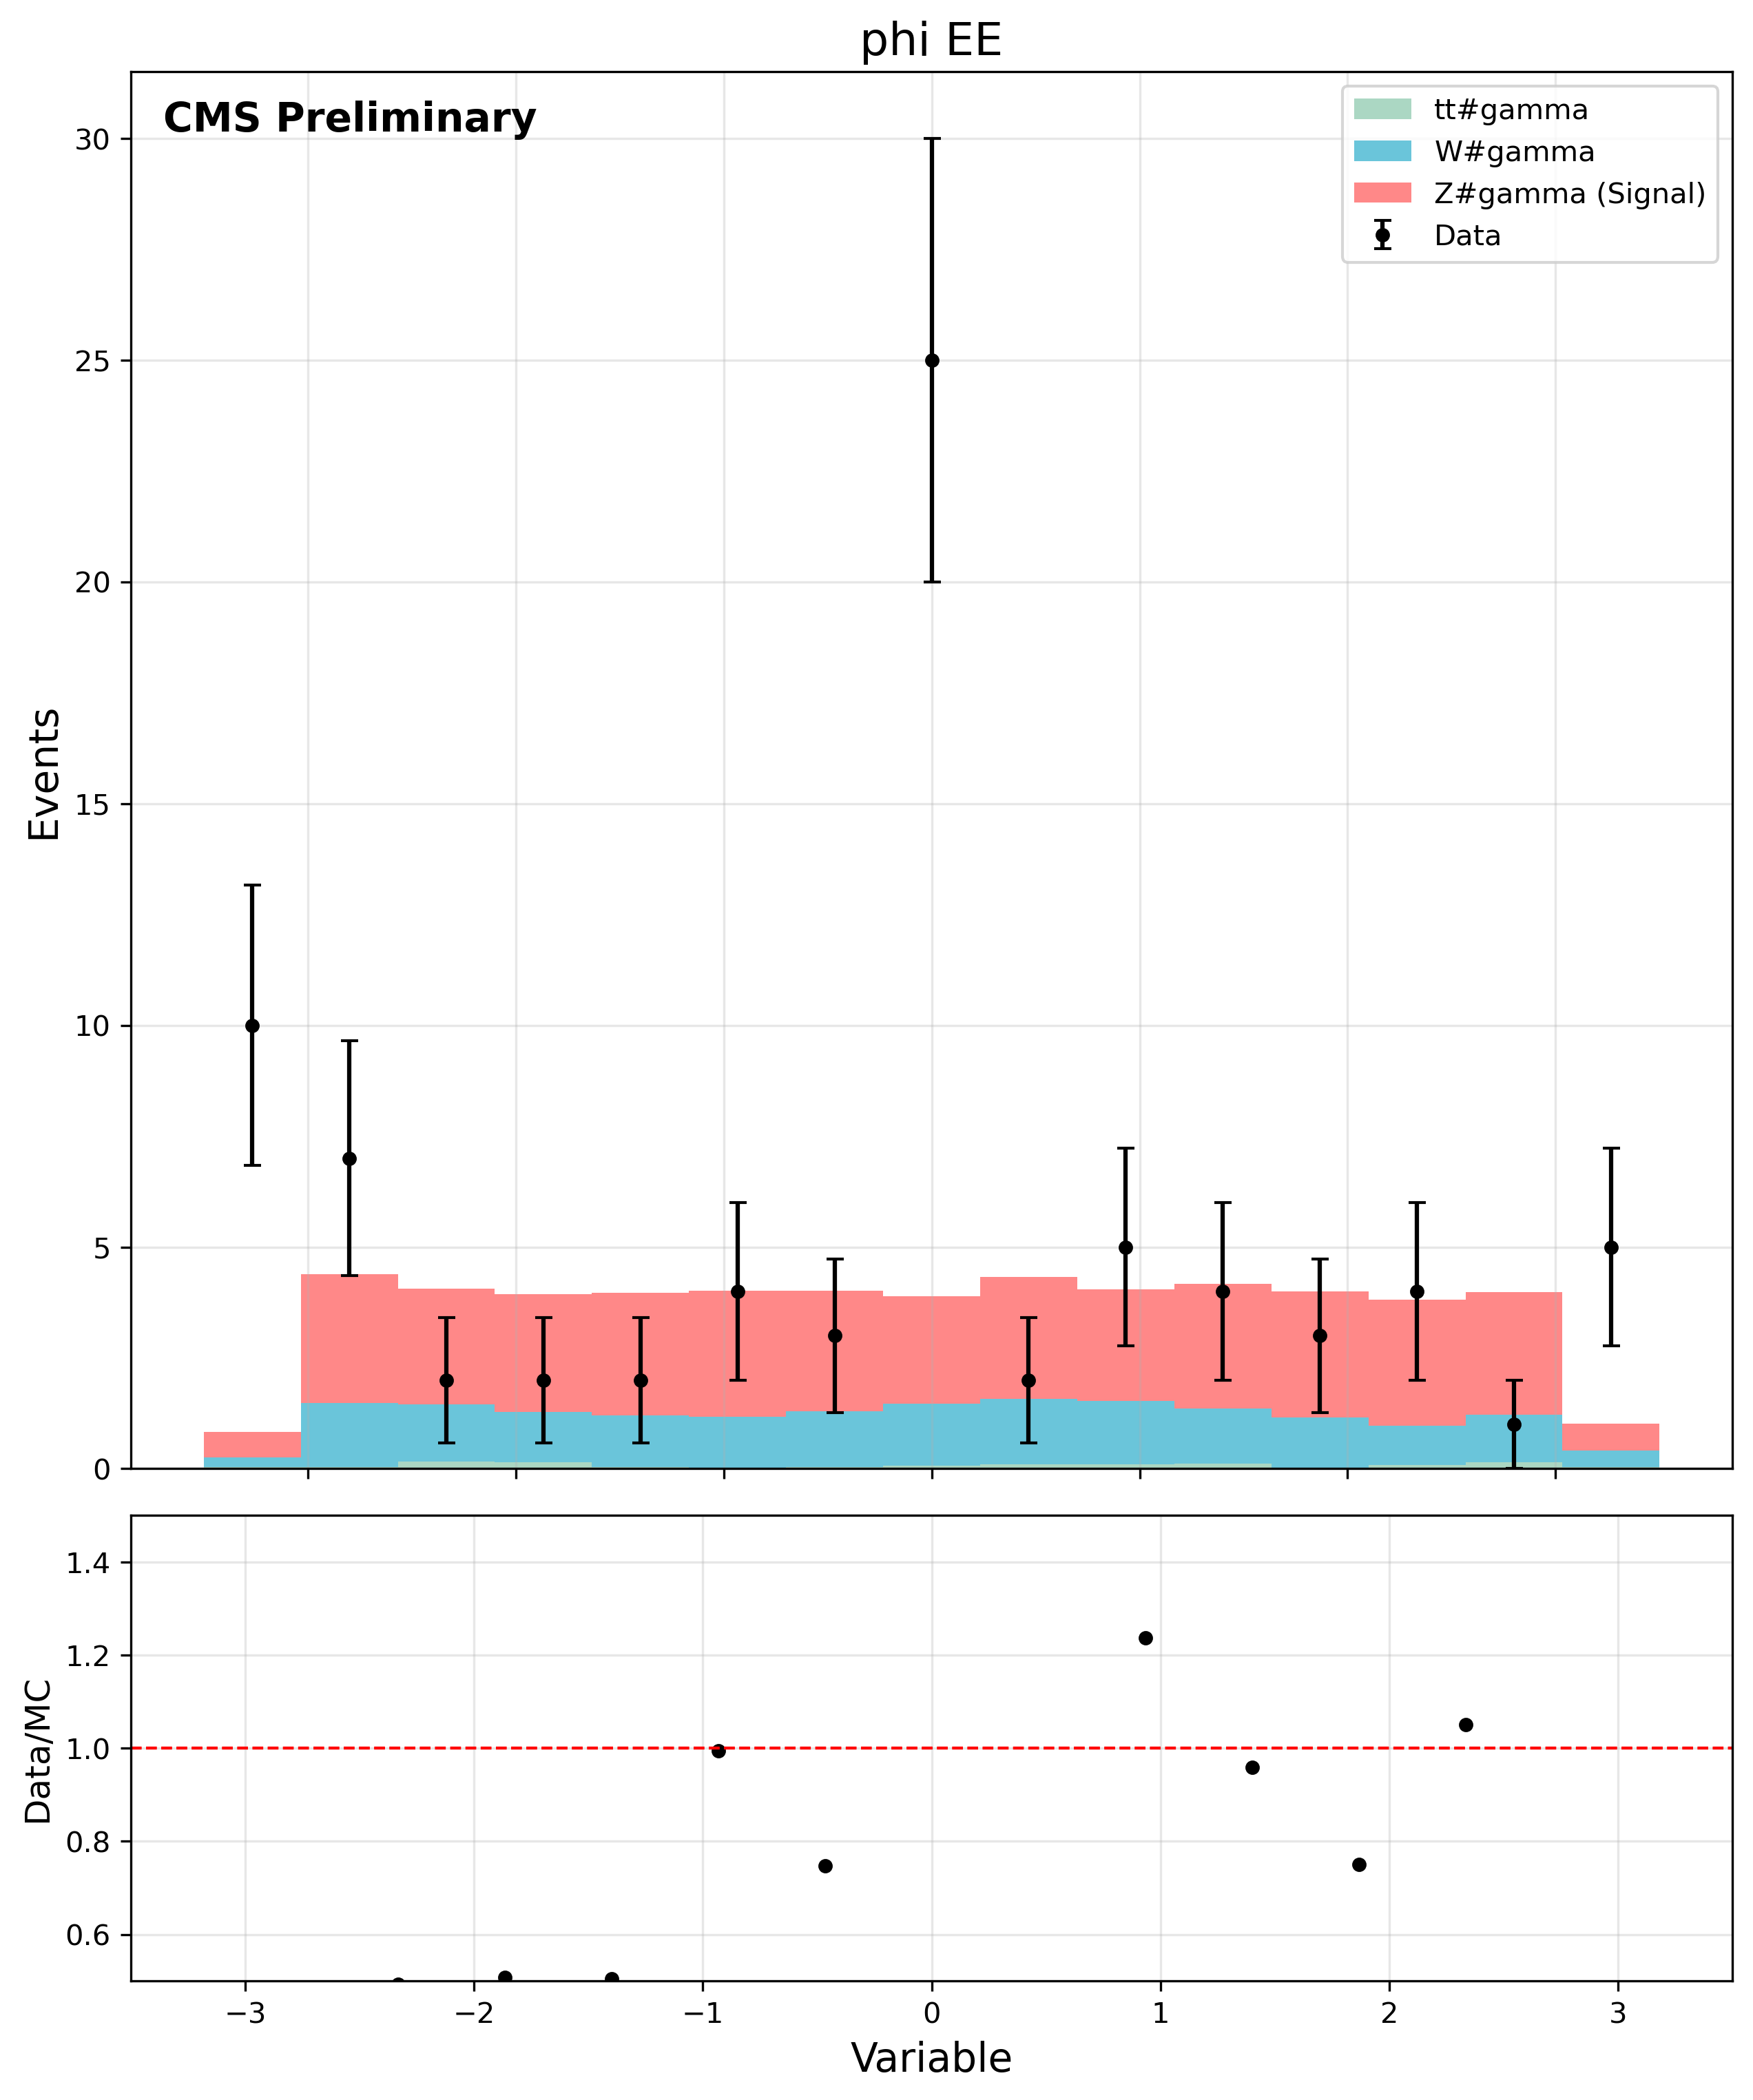 phi EE
CMS Preliminary
tt#gamma
W#gamma
Z#gamma (Signal)
Data
Events
30
25
20
15
10
5
0
Data/MC
1.4
1.2
1.0
0.8
0.6
−3 −2 −1 0 1 2 3
Variable